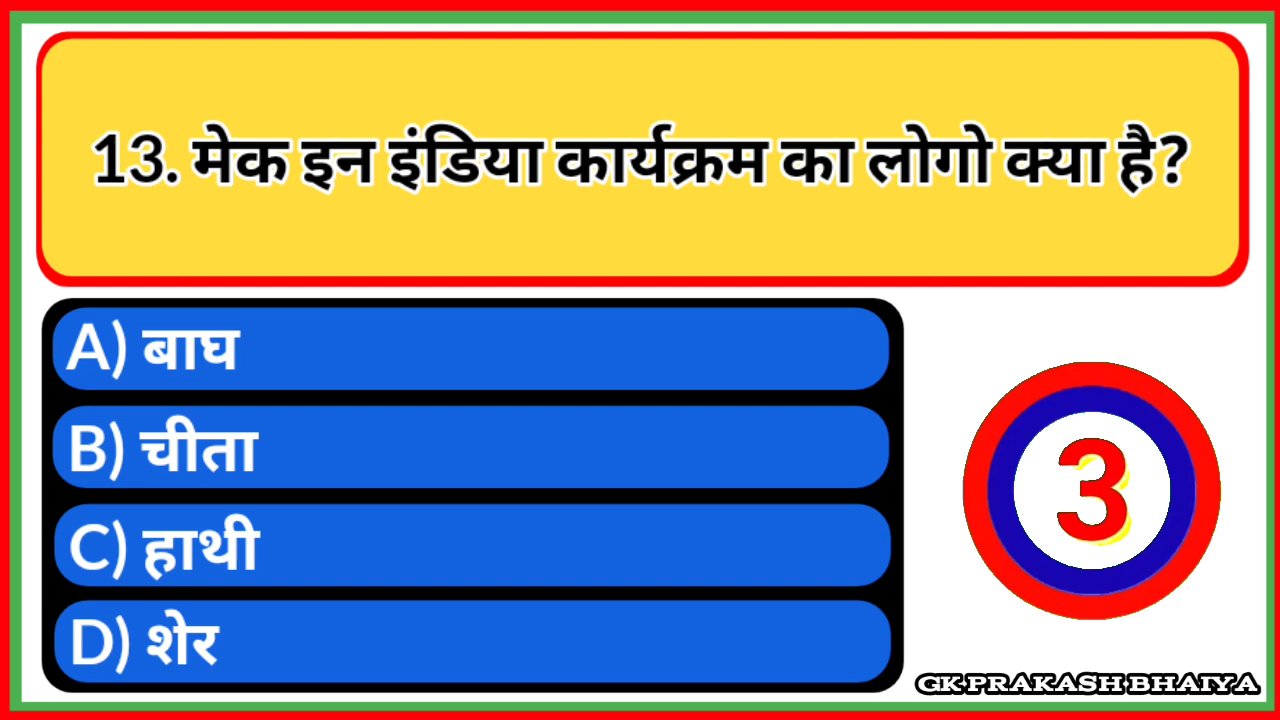 13. मेक इन इंडिया कार्यक्रम का लोगो क्या है?
A) बाघ
B) चीता
C) हाथी
D) शेर
3
GK PRAKASH BHAIYA